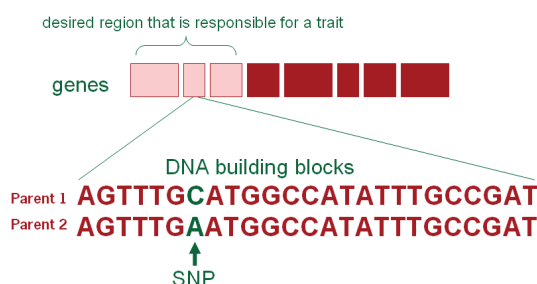 desired region that is responsible for a trait
genes
DNA building blocks
Parent 1 AGTTTGCATGGCCATATTTGCCGAT
Parent 2 AGTTTGAATGGCCATATTTGCCGAT
SNP